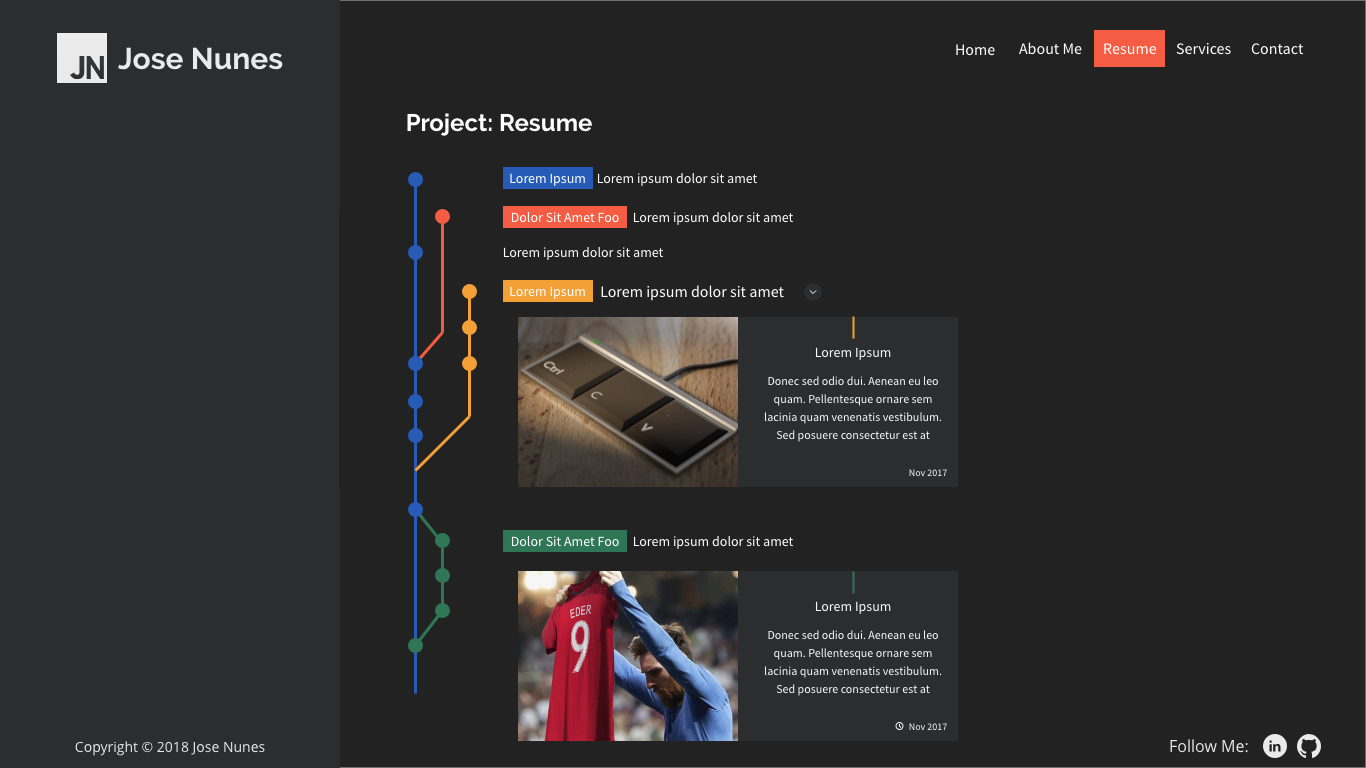 JN Jose Nunes
Home About Me Resume Services Contact
Project: Resume
Lorem Ipsum Lorem ipsum dolor sit amet
Dolor Sit Amet Foo Lorem ipsum dolor sit amet
Lorem ipsum dolor sit amet
Lorem Ipsum Lorem ipsum dolor sit amet
Ctrl
C
V
Lorem Ipsum
Donec sed odio dui. Aenean eu leo
quam. Pellentesque ornare sem
lacinia quam venenatis vestibulum.
Sed posuere consectetur est at
Nov 2017
Dolor Sit Amet Foo Lorem ipsum dolor sit amet
EDER
9
Lorem Ipsum
Donec sed odio dui. Aenean eu leo
quam. Pellentesque ornare sem
lacinia quam venenatis vestibulum.
Sed posuere consectetur est at
Nov 2017
Copyright © 2018 Jose Nunes
Follow Me: in